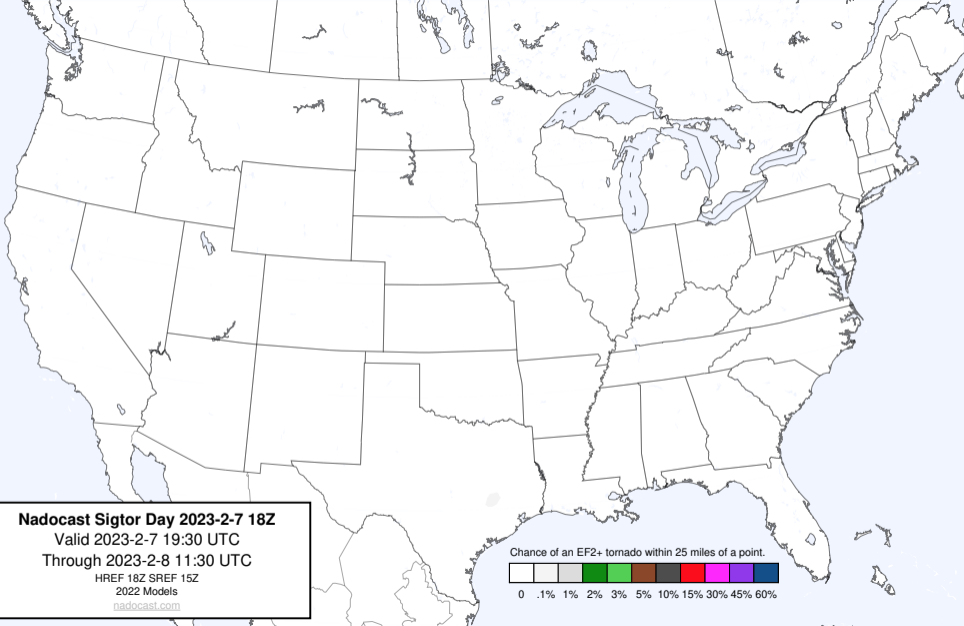 Nadocast Sigtor Day 2023-2-7 18Z
Valid 2023-2-7 19:30 UTC
Through 2023-2-8 11:30 UTC
HREF 18Z SREF 15Z
2022 Models
nadocast.com
Chance of an EF2+ tornado within 25 miles of a point.
0 .1% 1% 2% 3% 5% 10% 15% 30% 45% 60%